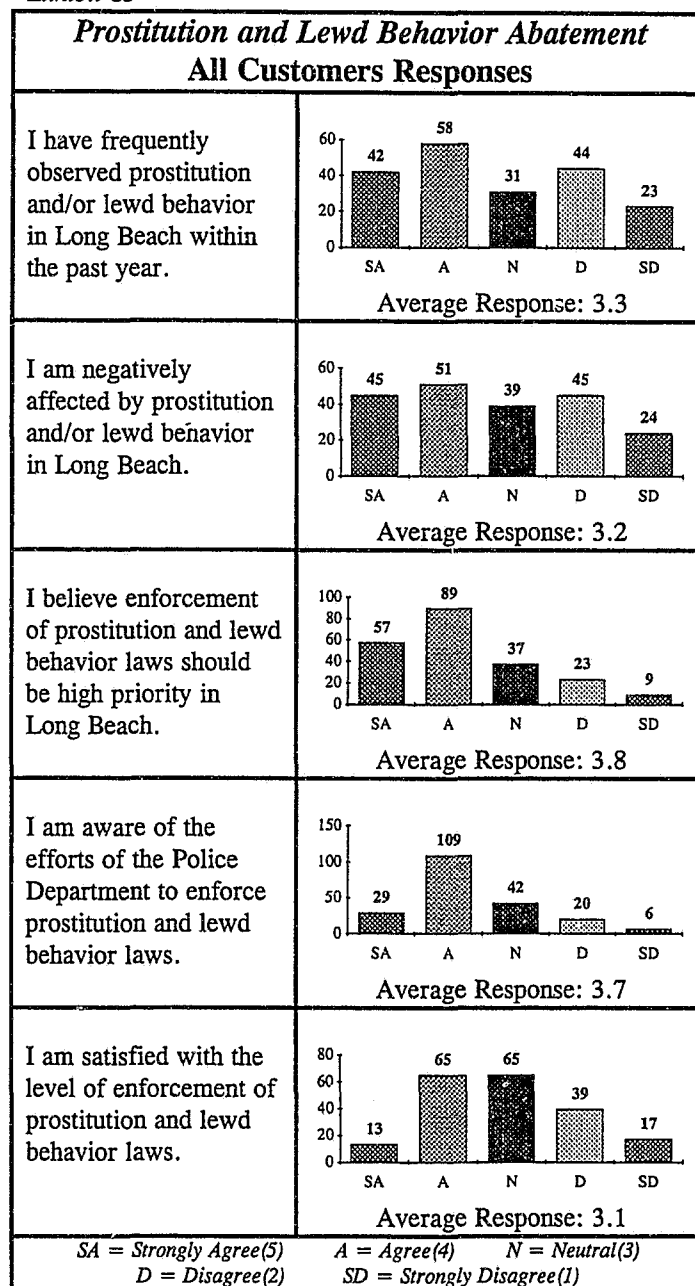 Prostitution and Lewd Behavior Abatement
All Customers Responses
I have frequently
observed prostitution
and/or lewd behavior
in Long Beach within
the past year.
60
40
20
0
42
58
31
44
23
SA A N D SD
Average Response: 3.3
I am negatively
affected by prostitution
and/or lewd behavior
in Long Beach.
60
40
20
0
45
51
39
45
24
SA A N D SD
Average Response: 3.2
I believe enforcement
of prostitution and lewd
behavior laws should
be high priority in
Long Beach.
100
80
60
40
20
0
57
89
37
23
9
SA A N D SD
Average Response: 3.8
I am aware of the
efforts of the Police
Department to enforce
prostitution and lewd
behavior laws.
150
100
50
0
29
109
42
20
6
SA A N D SD
Average Response: 3.7
I am satisfied with the
level of enforcement of
prostitution and lewd
behavior laws.
80
60
40
20
0
13
65
65
39
17
SA A N D SD
Average Response: 3.1
SA = Strongly Agree(5) A = Agree(4) N = Neutral(3)
D = Disagree(2) SD = Strongly Disagree(1)